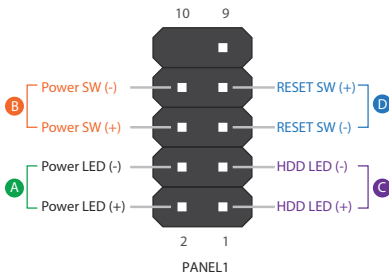 10 9
Power SW (-) RESET SW (+)
B D
Power SW (+) RESET SW (-)
Power LED (-) HDD LED (-)
A C
Power LED (+) HDD LED (+)
2 1
PANEL1